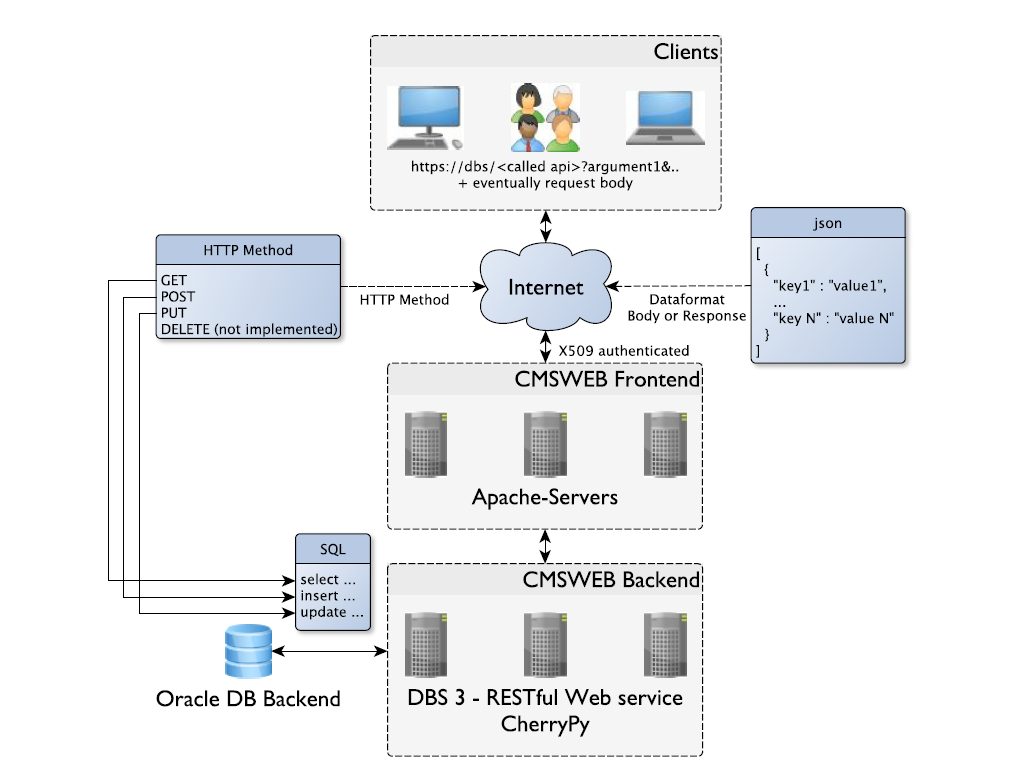 Clients
https://dbs/<called api>?argument1&..
+ eventually request body
HTTP Method
GET
POST
PUT
DELETE (not implemented)
HTTP Method
Internet
Dataformat
Body or Response
json
[
{
"key1" : "value1",
...
"key N" : "value N"
}
]
X509 authenticated
CMSWEB Frontend
Apache-Servers
SQL
select ...
insert ...
update ...
CMSWEB Backend
DBS 3 - RESTful Web service
CherryPy
Oracle DB Backend